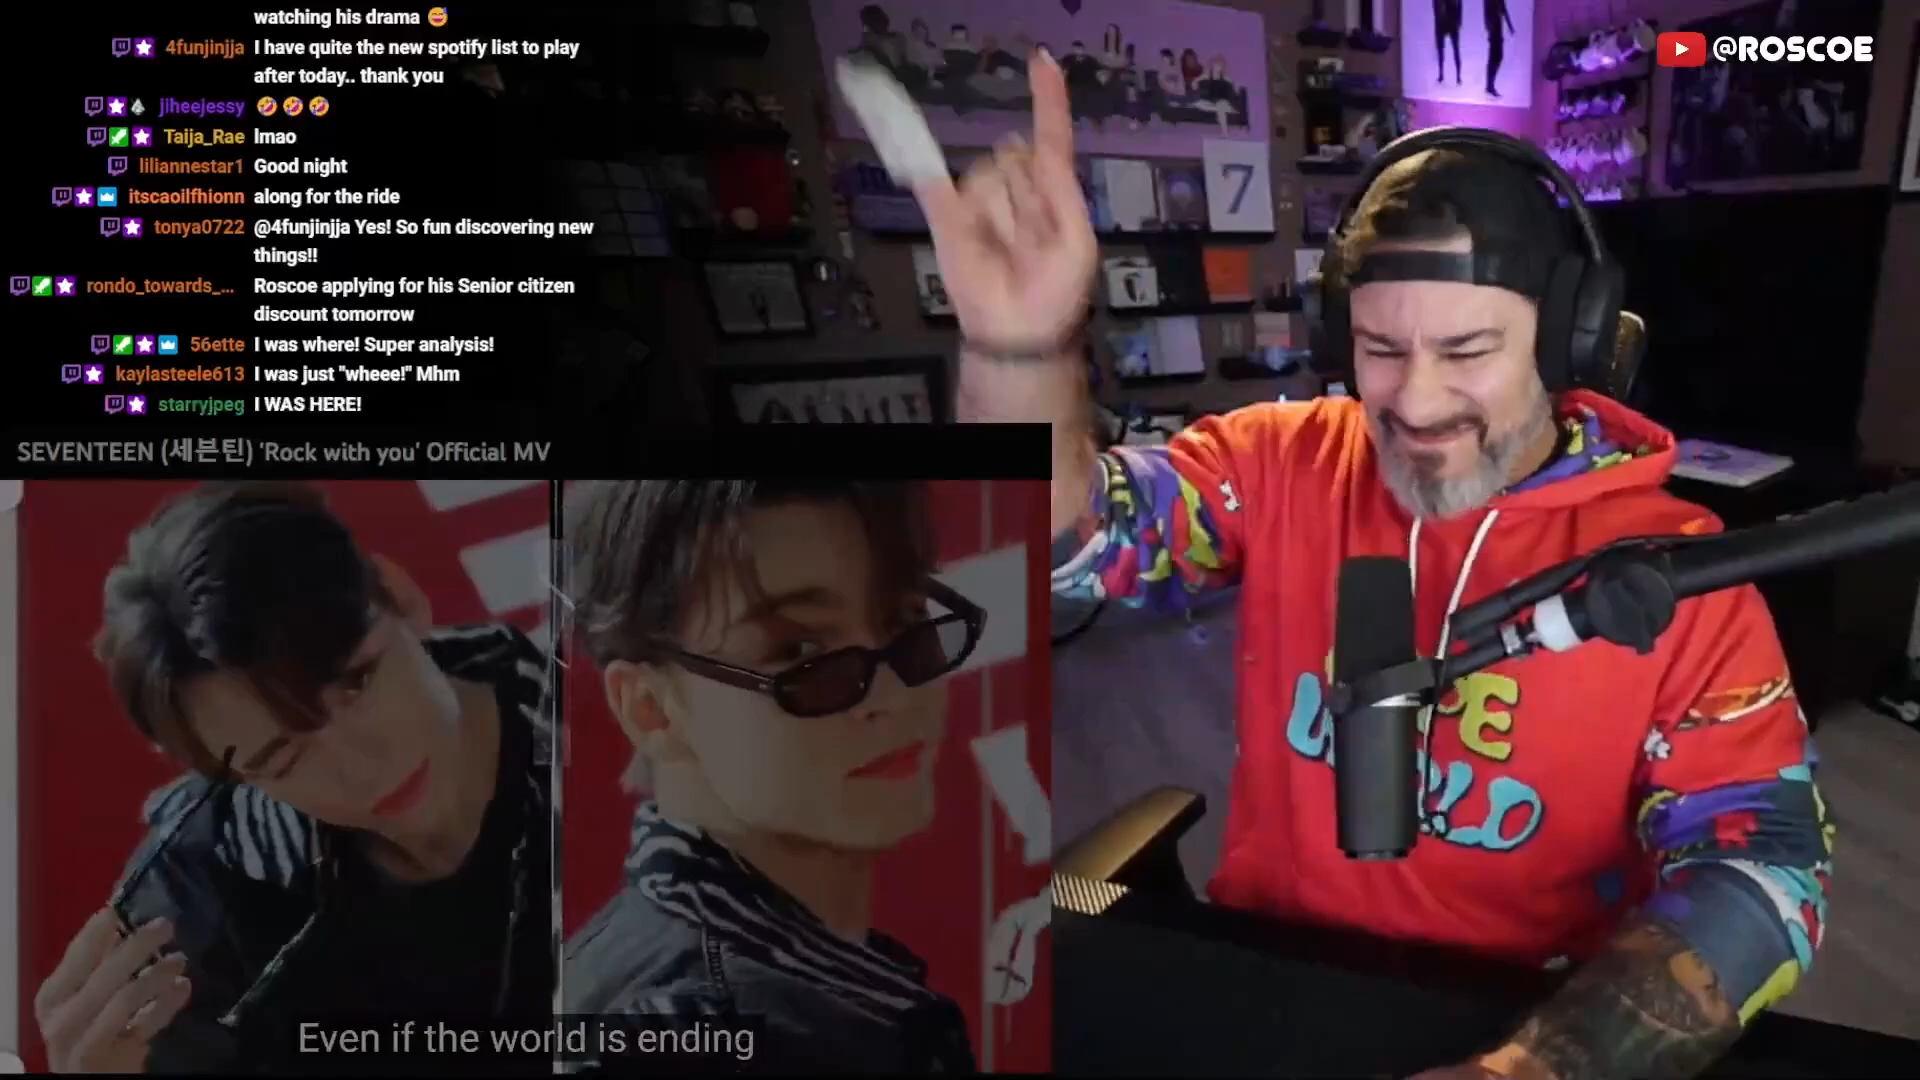 watching his drama 😅
4funjinjja I have quite the new spotify list to play
after today.. thank you
jiheejessy 🤣 🤣 🤣
Taija_Rae lmao
liliannestar1 Good night
itscaoilfhionn along for the ride
tonya0722 @4funjinjja Yes! So fun discovering new
things!!
rondo_towards_... Roscoe applying for his Senior citizen
discount tomorrow
56ette I was where! Super analysis!
kaylasteele613 I was just "wheee!" Mhm
starryjpeg I WAS HERE!
SEVENTEEN (세븐틴) 'Rock with you' Official MV
Even if the world is ending
@ROSCOE
7